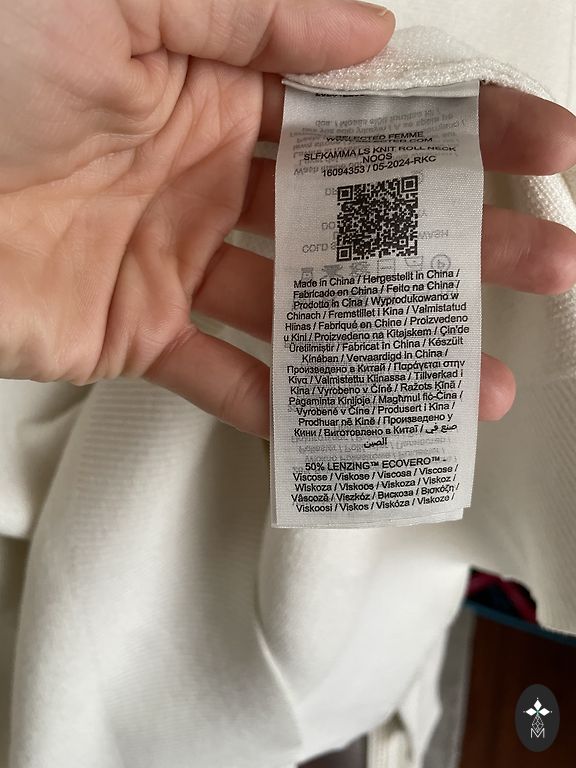 SELECTED FEMME
SLFKAMMA LS KNIT ROLL NECK
NOOS
16094353 / 05-2024-RKC
Made in China / Hergestellt in China /
Fabricado en China / Feito na China /
Prodotto in Cina / Wyprodukowano w
Chinach / Fremstillet i Kina / Valmistatud
Hiinas / Fabriqué en Chine / Proizvedeno
u Kini / Proizvedeno na Kitajskem / Çin'de
Üretilmiştir / Fabricat în China / Készült
Kínában / Vervaardigd in China /
Произведено в Китай / Παράγεται στην
Κίνα / Valmistettu Kiinassa / Tillverkad i
Kina / Vyrobeno v Číně / Ražots Ķīnā /
Pagaminta Kinijoje / Magħmul fiċ-Ċina /
Vyrobené v Číne / Produsert i Kina /
Prodhuar në Kinë / Произведено у
Кини / Виготовлено в Китаї / صنع في
الصين
50% LENZING™ ECOVERO™ -
Viscose / Viskose / Viscosa / Viscose /
Wiskoza / Viskoos / Viskoza / Viskoz /
Vâscoză / Viszkóz / Вискоза / Βισκόζη /
Viskoosi / Viskos / Viskóza / Viskoze /
M